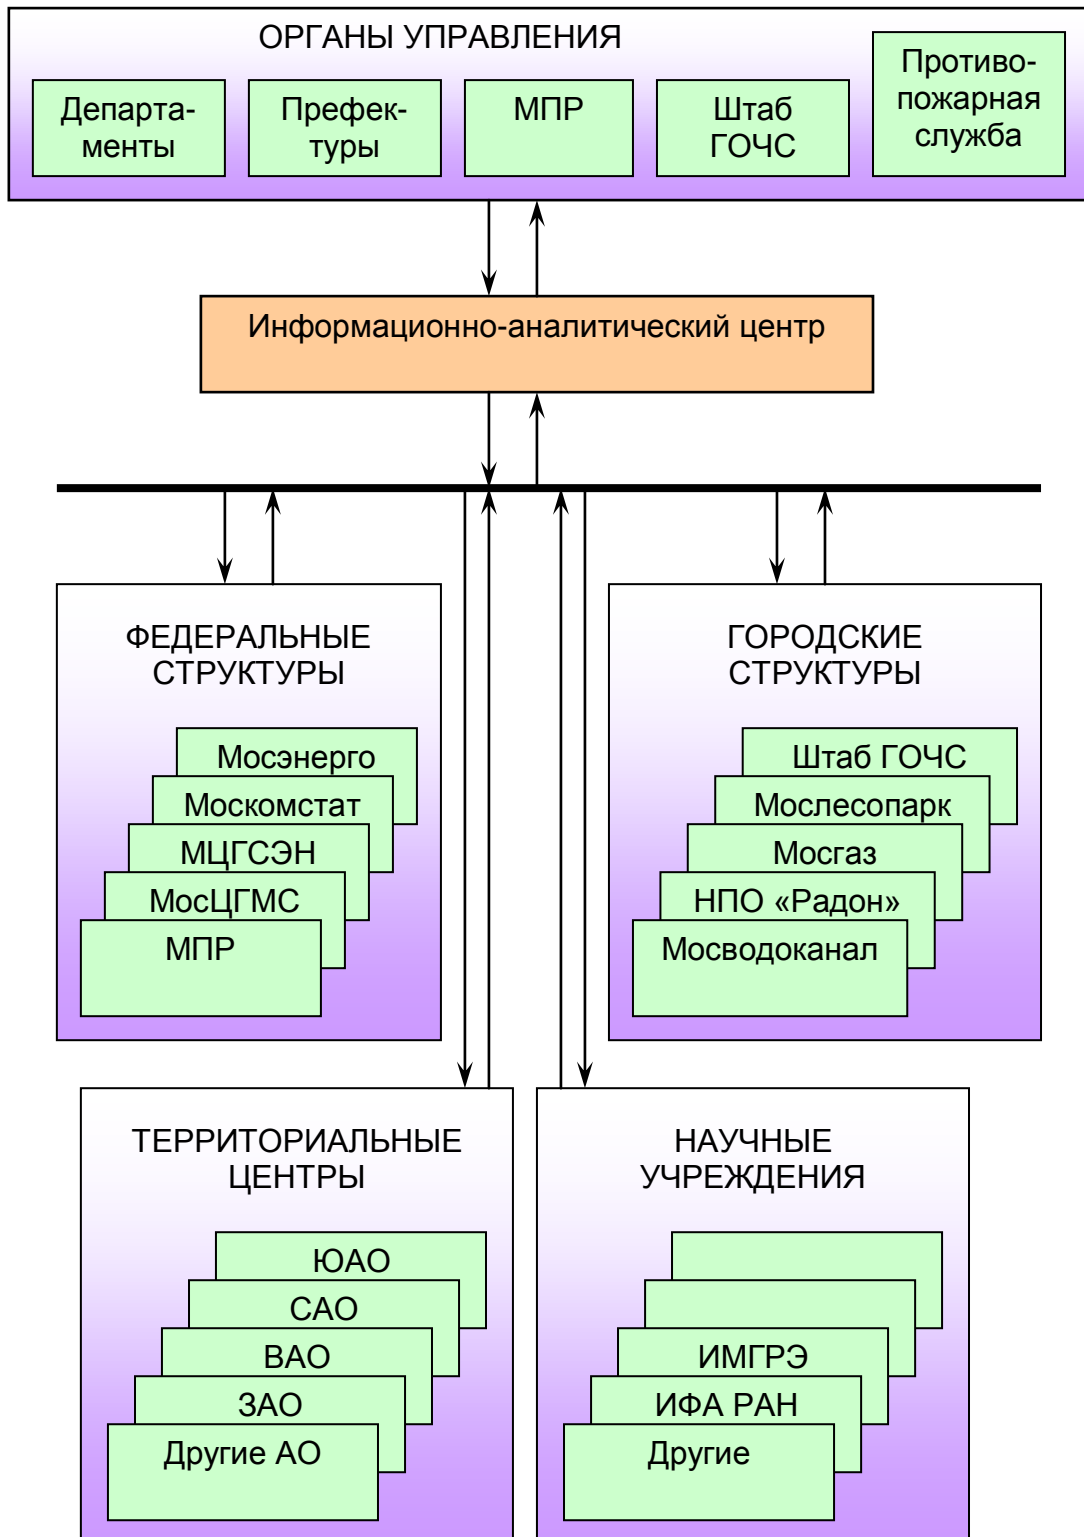 ОРГАНЫ УПРАВЛЕНИЯ
Департа-
менты
Префек-
туры
МПР
Штаб
ГОЧС
Противо-
пожарная
служба
Информационно-аналитический центр
ФЕДЕРАЛЬНЫЕ
СТРУКТУРЫ
Мосэнерго
Москомстат
МЦГСЭН
МосЦГМС
МПР
ГОРОДСКИЕ
СТРУКТУРЫ
Штаб ГОЧС
Мослесопарк
Мосгаз
НПО «Радон»
Мосводоканал
ТЕРРИТОРИАЛЬНЫЕ
ЦЕНТРЫ
ЮАО
САО
ВАО
ЗАО
Другие АО
НАУЧНЫЕ
УЧРЕЖДЕНИЯ
ИМГРЭ
ИФА РАН
Другие